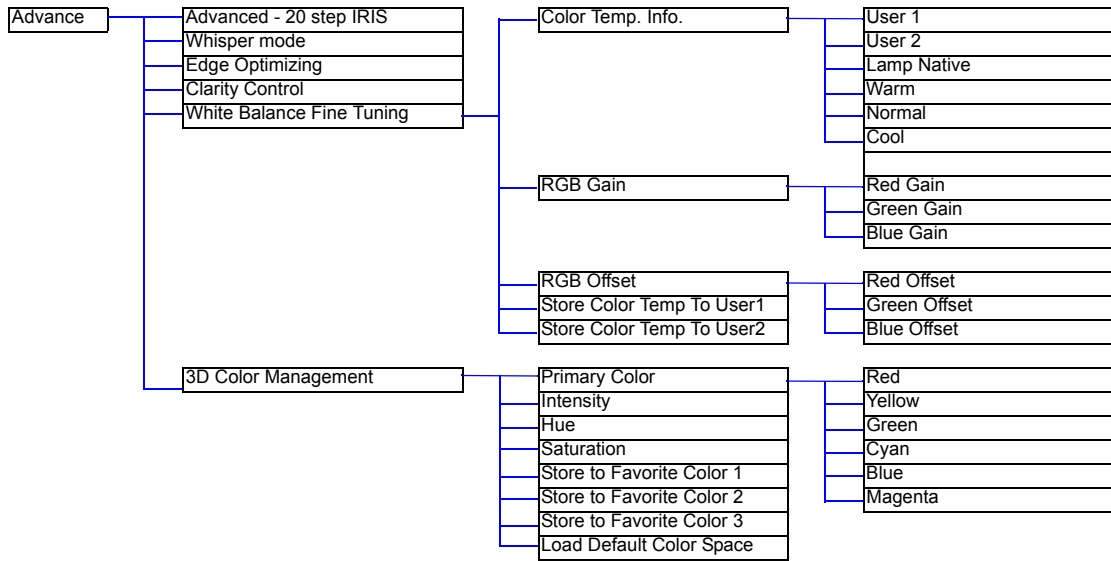 Advance
Advanced - 20 step IRIS
Whisper mode
Edge Optimizing
Clarity Control
White Balance Fine Tuning
Color Temp. Info.
User 1
User 2
Lamp Native
Warm
Normal
Cool
RGB Gain
Red Gain
Green Gain
Blue Gain
RGB Offset
Store Color Temp To User1
Store Color Temp To User2
Red Offset
Green Offset
Blue Offset
3D Color Management
Primary Color
Intensity
Hue
Saturation
Store to Favorite Color 1
Store to Favorite Color 2
Store to Favorite Color 3
Load Default Color Space
Red
Yellow
Green
Cyan
Blue
Magenta